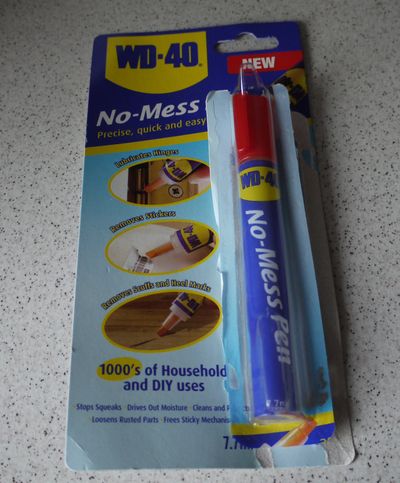 WD-40
NEW
No-Mess
Precise, quick and easy
Lubricates Hinges
WD-40
Removes Stickers
WD-40
Removes Scuffs and Heel Marks
No-Mess Pen
1000's of Household
and DIY uses
Stops Squeaks · Drives Out Moisture · Cleans and
Loosens Rusted Parts · Frees Sticky